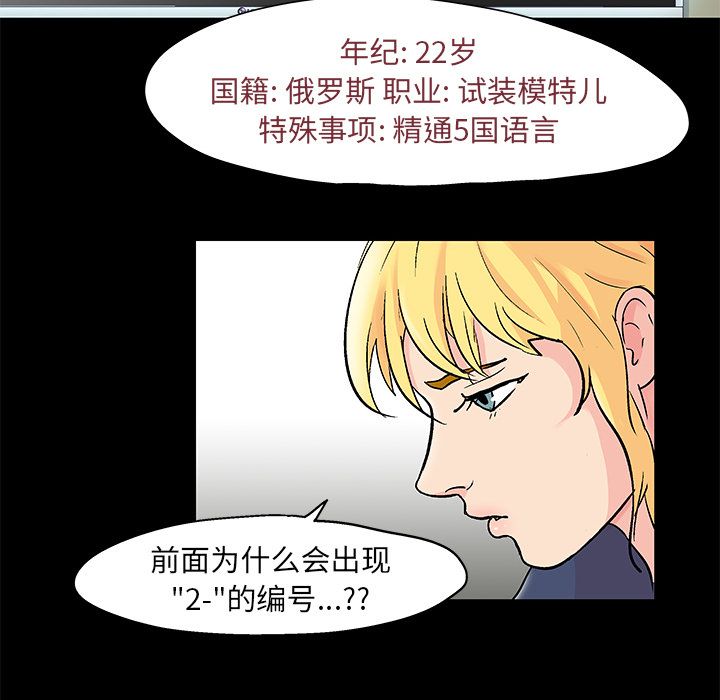 年纪: 22岁
国籍: 俄罗斯 职业: 试装模特儿
特殊事项: 精通5国语言
前面为什么会出现
"2-"的编号...??